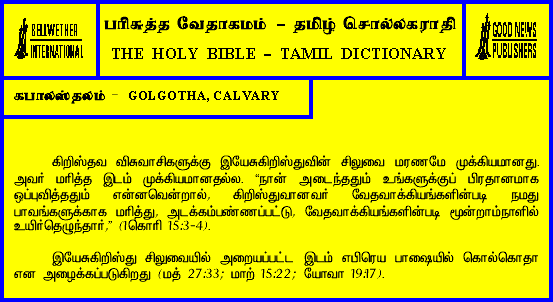 BELLWETHER
INTERNATIONAL
பரிசுத்த வேதாகமம் - தமிழ் சொல்லகராதி
THE HOLY BIBLE - TAMIL DICTIONARY
GOOD NEWS
PUBLISHERS
கபாலஸ்தலம் - GOLGOTHA, CALVARY
கிறிஸ்தவ விசுவாசிகளுக்கு இயேசுகிறிஸ்துவின் சிலுவை மரணமே முக்கியமானது.
அவர் மரித்த இடம் முக்கியமானதல்ல. “நான் அடைந்ததும் உங்களுக்குப் பிரதானமாக
ஒப்புவித்ததும் என்னவென்றால், கிறிஸ்துவானவர் வேதவாக்கியங்களின்படி நமது
பாவங்களுக்காக மரித்து, அடக்கம்பண்ணப்பட்டு, வேதவாக்கியங்களின்படி மூன்றாம்நாளில்
உயிர்தெழுந்தார்,” (1கொரி 15:3-4).
இயேசுகிறிஸ்து சிலுவையில் அறையப்பட்ட இடம் எபிரெய பாஷையில் கொல்கொதா
என அழைக்கப்படுகிறது (மத் 27:33; மாற் 15:22; யோவா 19:17).